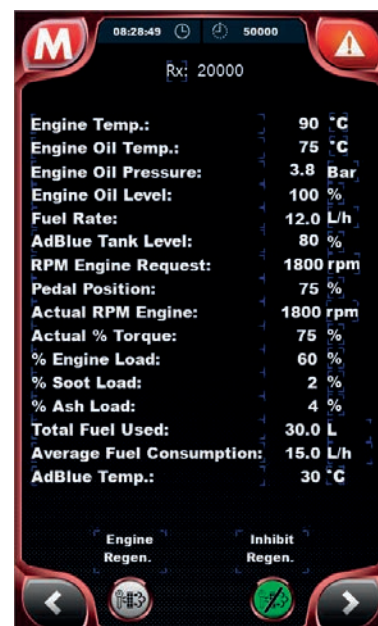 M
08:28:49 50000
Rx: 20000
Engine Temp.: 90 °C
Engine Oil Temp.: 75 °C
Engine Oil Pressure: 3.8 Bar
Engine Oil Level: 100 %
Fuel Rate: 12.0 L/h
AdBlue Tank Level: 80 %
RPM Engine Request: 1800 rpm
Pedal Position: 75 %
Actual RPM Engine: 1800 rpm
Actual % Torque: 75 %
% Engine Load: 60 %
% Soot Load: 2 %
% Ash Load: 4 %
Total Fuel Used: 30.0 L
Average Fuel Consumption: 15.0 L/h
AdBlue Temp.: 30 °C
Engine Inhibit
Regen. Regen.